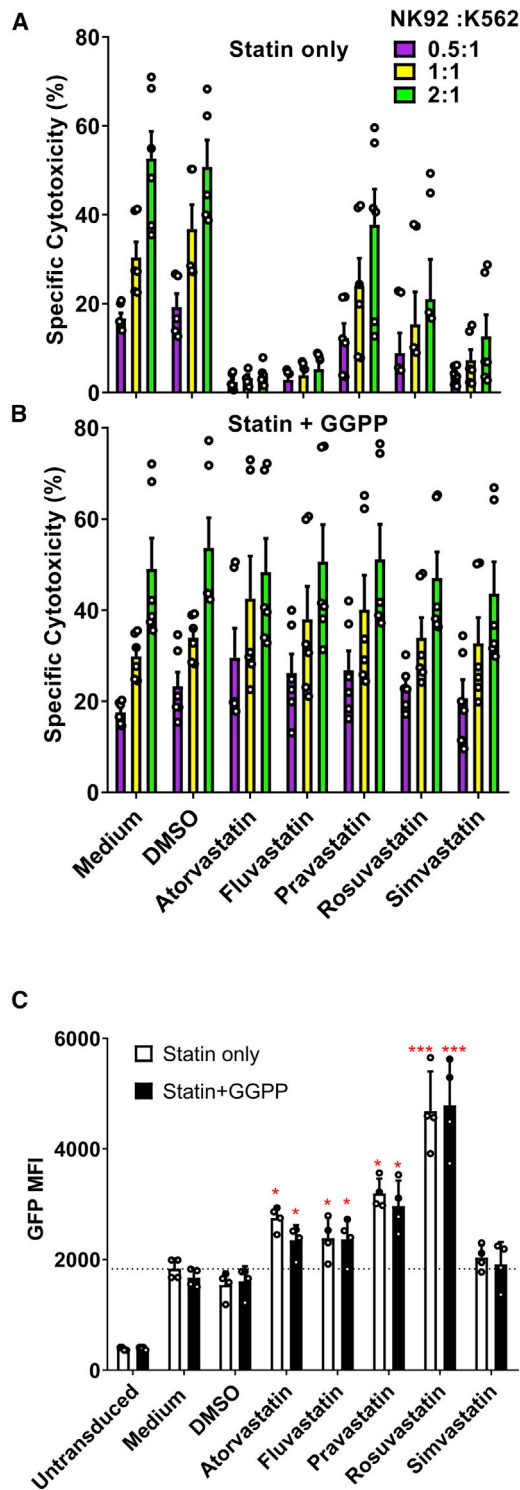 A
NK92 :K562
Statin only
0.5:1
1:1
2:1
Specific Cytotoxicity (%)
80
60
40
20
0
B
Statin + GGPP
Specific Cytotoxicity (%)
80
60
40
20
0
Medium
DMSO
Atorvastatin
Fluvastatin
Pravastatin
Rosuvastatin
Simvastatin
C
GFP MFI
6000
4000
2000
0
Statin only
Statin+GGPP
* * * * * * *** ***
Untransduced
Medium
DMSO
Atorvastatin
Fluvastatin
Pravastatin
Rosuvastatin
Simvastatin